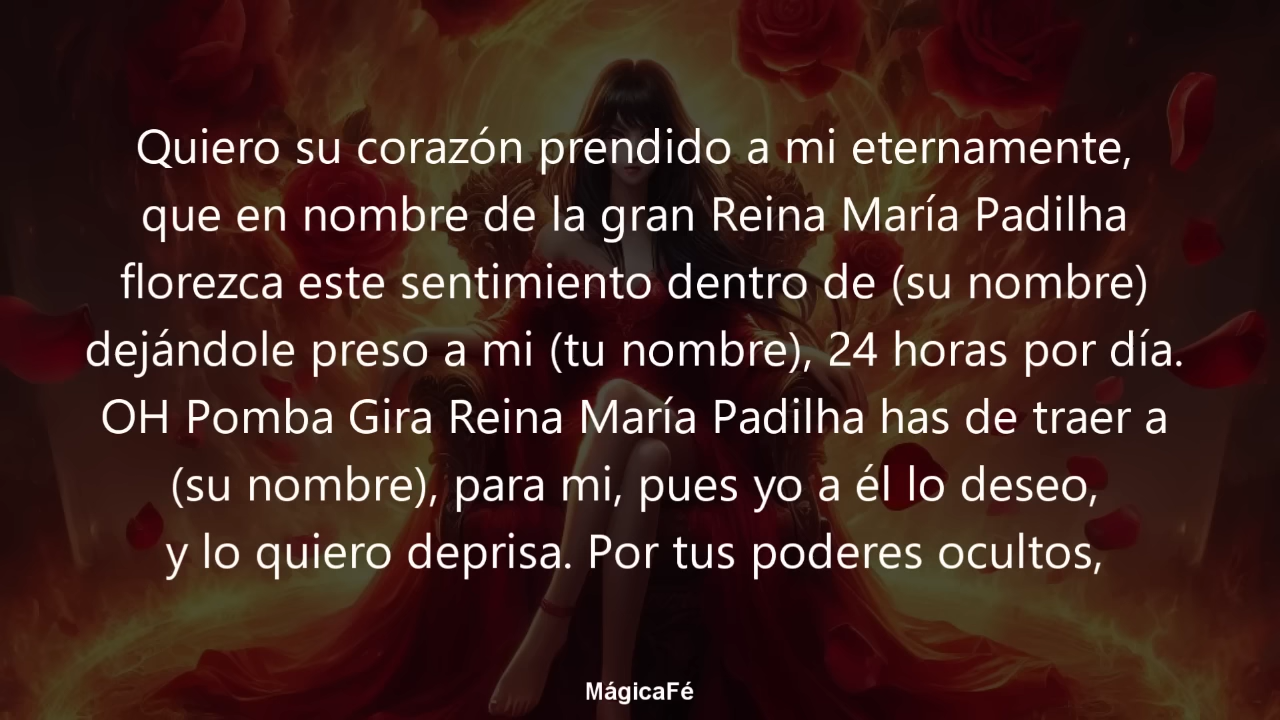 Quiero su corazón prendido a mi eternamente,
que en nombre de la gran Reina María Padilha
florezca este sentimiento dentro de (su nombre)
dejándole preso a mi (tu nombre), 24 horas por día.
OH Pomba Gira Reina María Padilha has de traer a
(su nombre), para mi, pues yo a él lo deseo,
y lo quiero deprisa. Por tus poderes ocultos,
MágicaFé